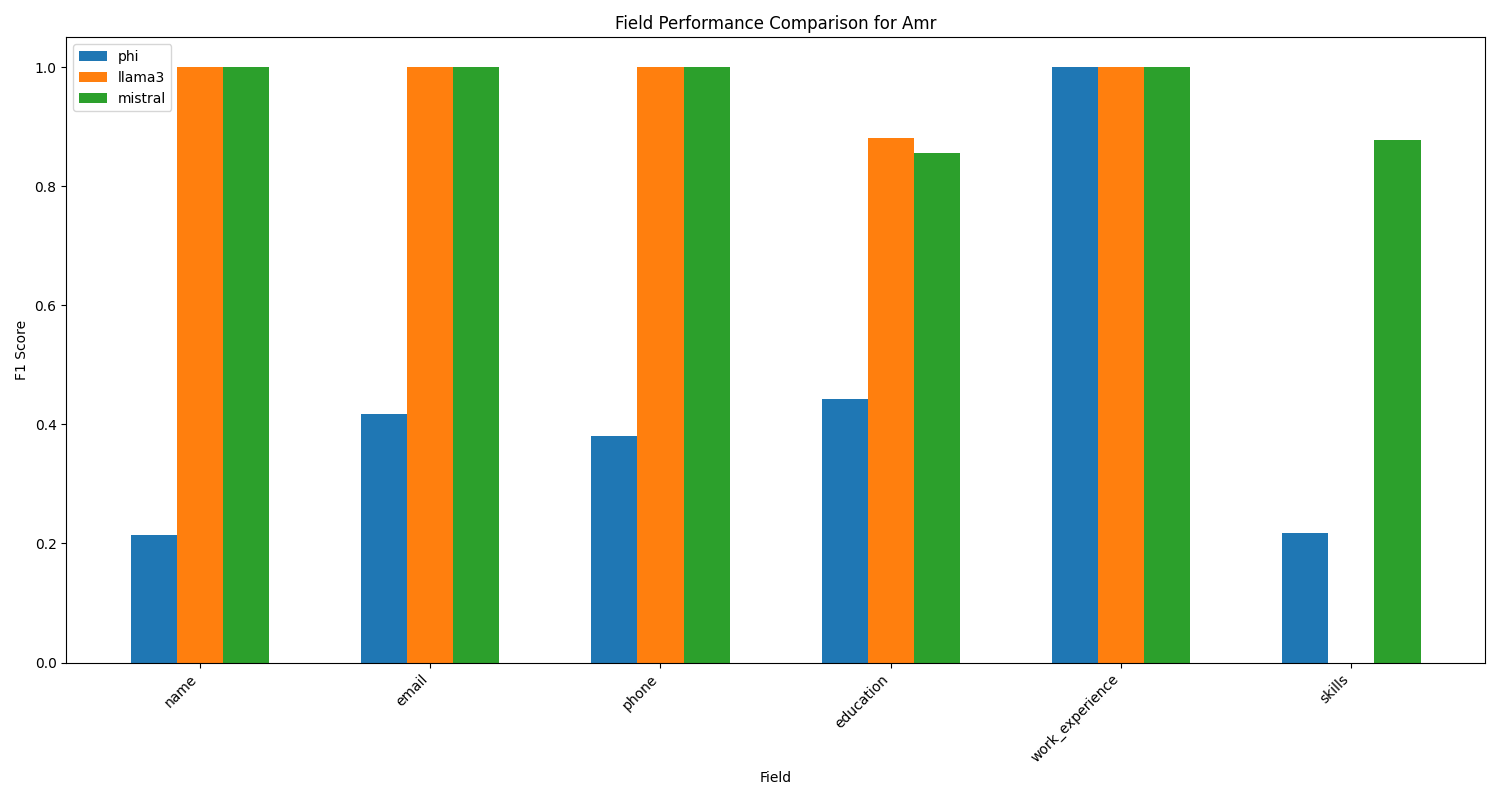 Field Performance Comparison for Amr
phi
llama3
mistral
F1 Score
1.0
0.8
0.6
0.4
0.2
0.0
name
email
phone
education
work_experience
skills
Field